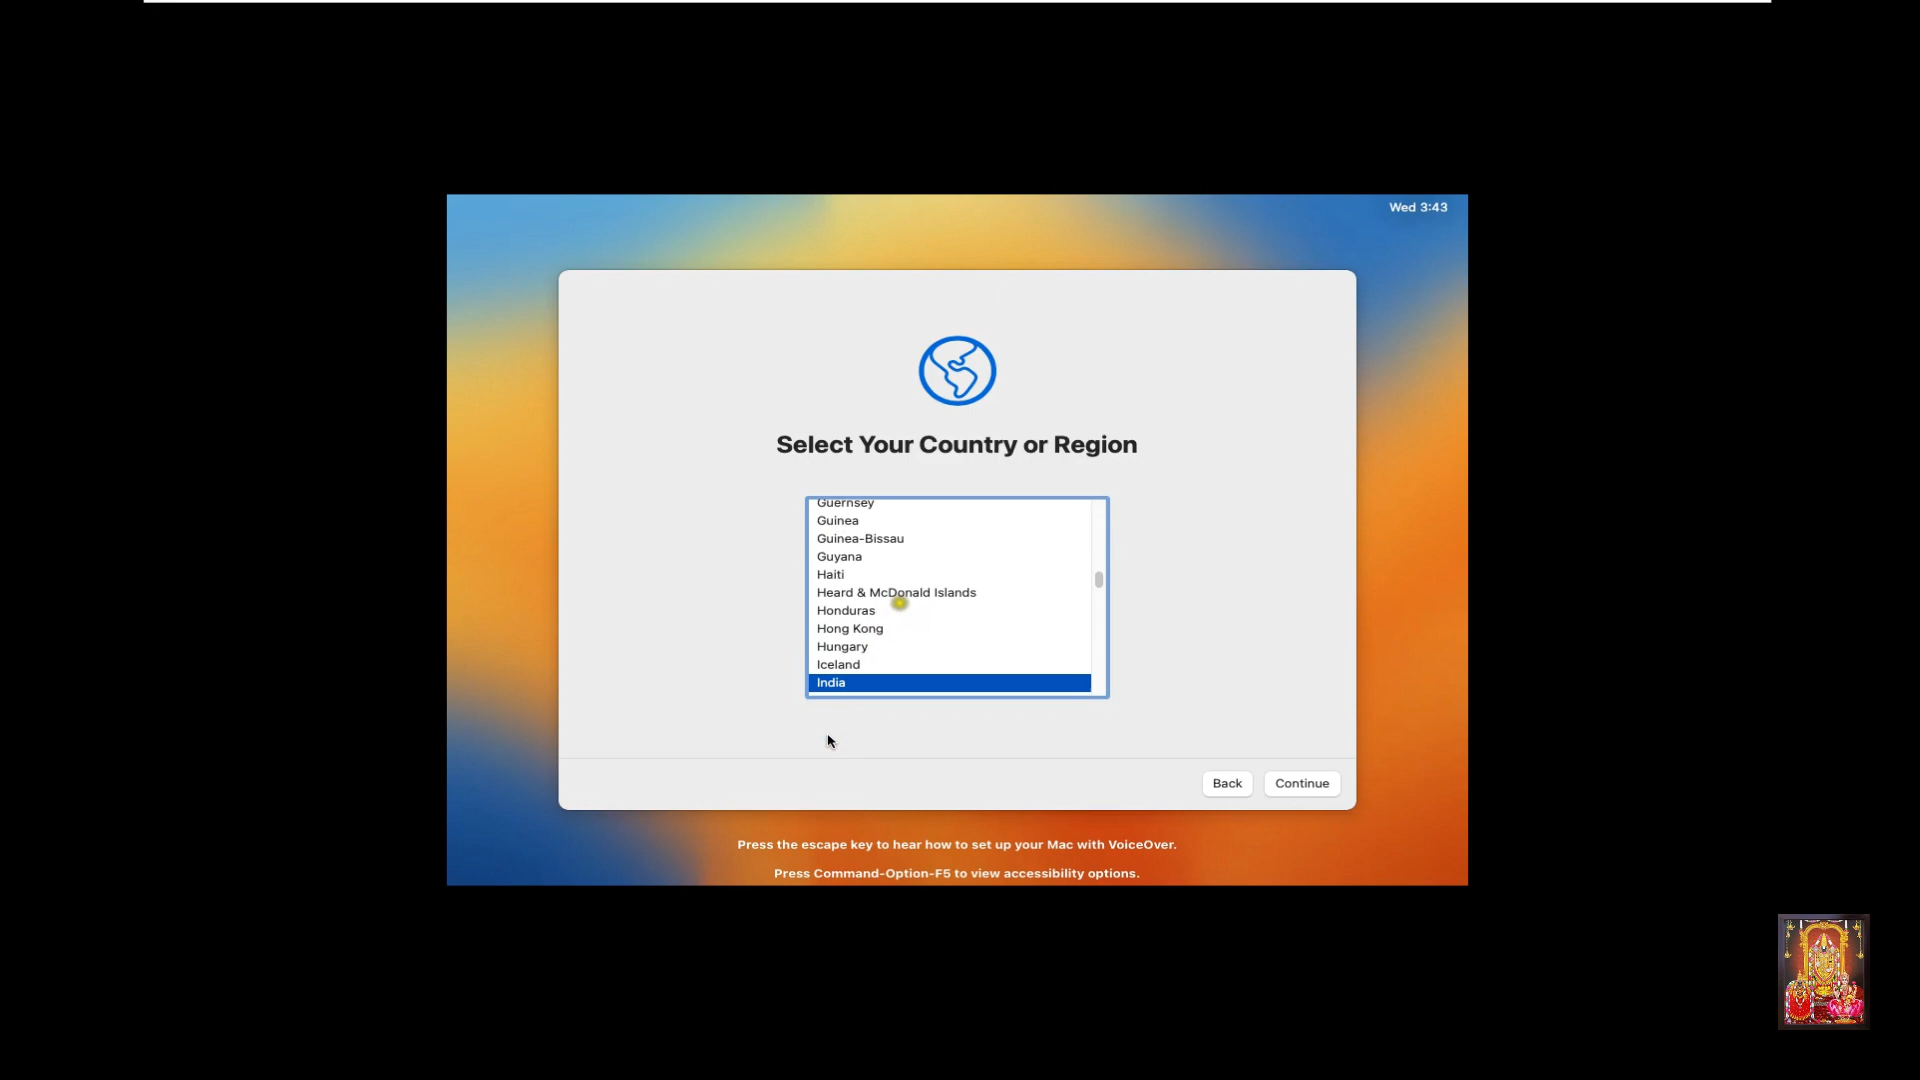 Wed 3:43
Select Your Country or Region
Guernsey
Guinea
Guinea-Bissau
Guyana
Haiti
Heard & McDonald Islands
Honduras
Hong Kong
Hungary
Iceland
India
Back
Continue
Press the escape key to hear how to set up your Mac with VoiceOver.
Press Command-Option-F5 to view accessibility options.